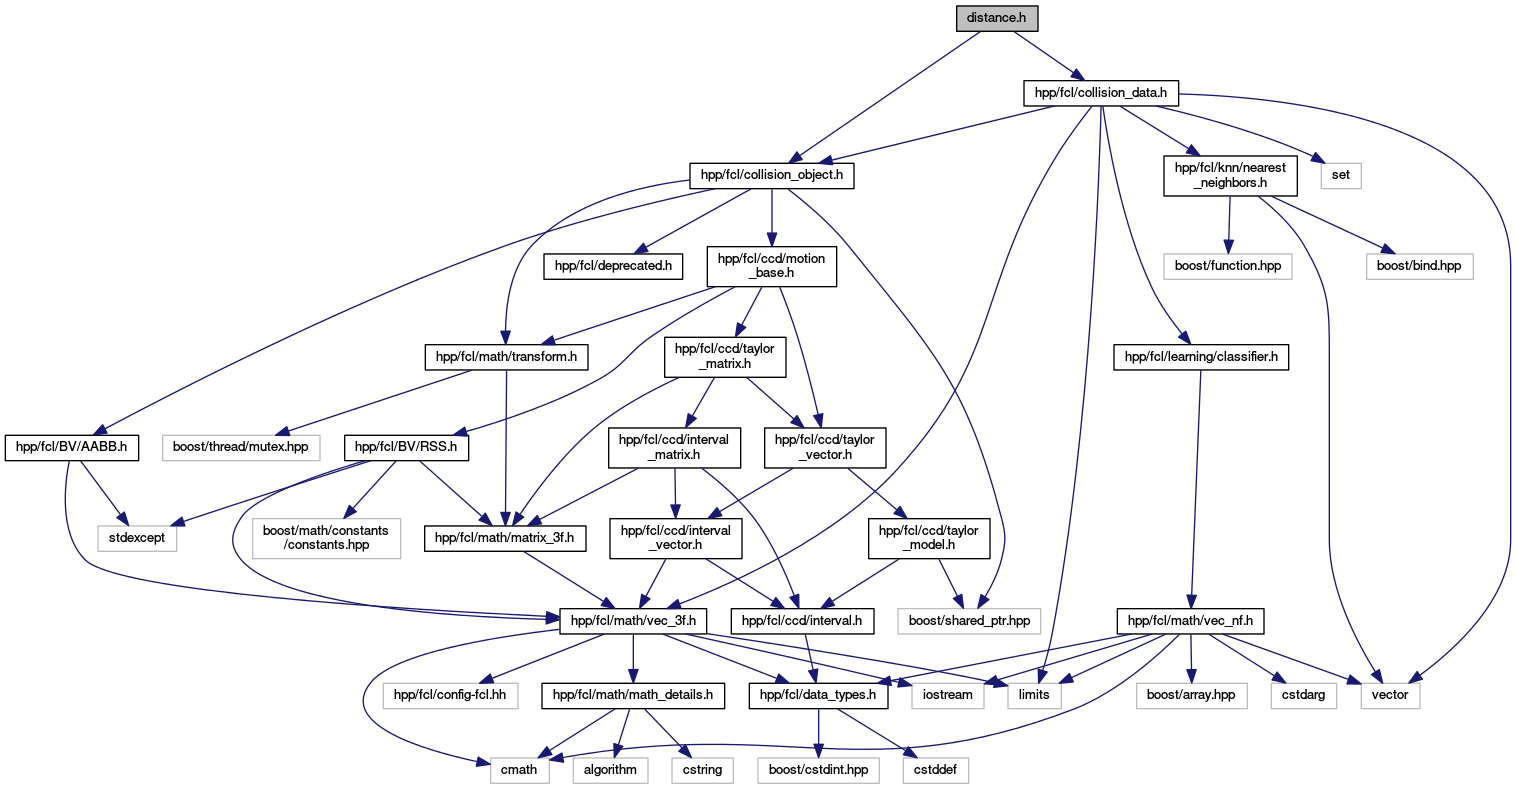 distance.h
hpp/fcl/collision_data.h
hpp/fcl/collision_object.h
hpp/fcl/knn/nearest
_neighbors.h
set
hpp/fcl/deprecated.h
hpp/fcl/ccd/motion
_base.h
boost/function.hpp
boost/bind.hpp
hpp/fcl/math/transform.h
hpp/fcl/ccd/taylor
_matrix.h
hpp/fcl/learning/classifier.h
hpp/fcl/BV/AABB.h
boost/thread/mutex.hpp
hpp/fcl/BV/RSS.h
hpp/fcl/ccd/interval
_matrix.h
hpp/fcl/ccd/taylor
_vector.h
stdexcept
boost/math/constants
/constants.hpp
hpp/fcl/math/matrix_3f.h
hpp/fcl/ccd/interval
_vector.h
hpp/fcl/ccd/taylor
_model.h
hpp/fcl/math/vec_3f.h
hpp/fcl/ccd/interval.h
boost/shared_ptr.hpp
hpp/fcl/math/vec_nf.h
hpp/fcl/config-fcl.hh
hpp/fcl/math/math_details.h
hpp/fcl/data_types.h
iostream
limits
boost/array.hpp
cstdarg
vector
cmath
algorithm
cstring
boost/cstdint.hpp
cstddef